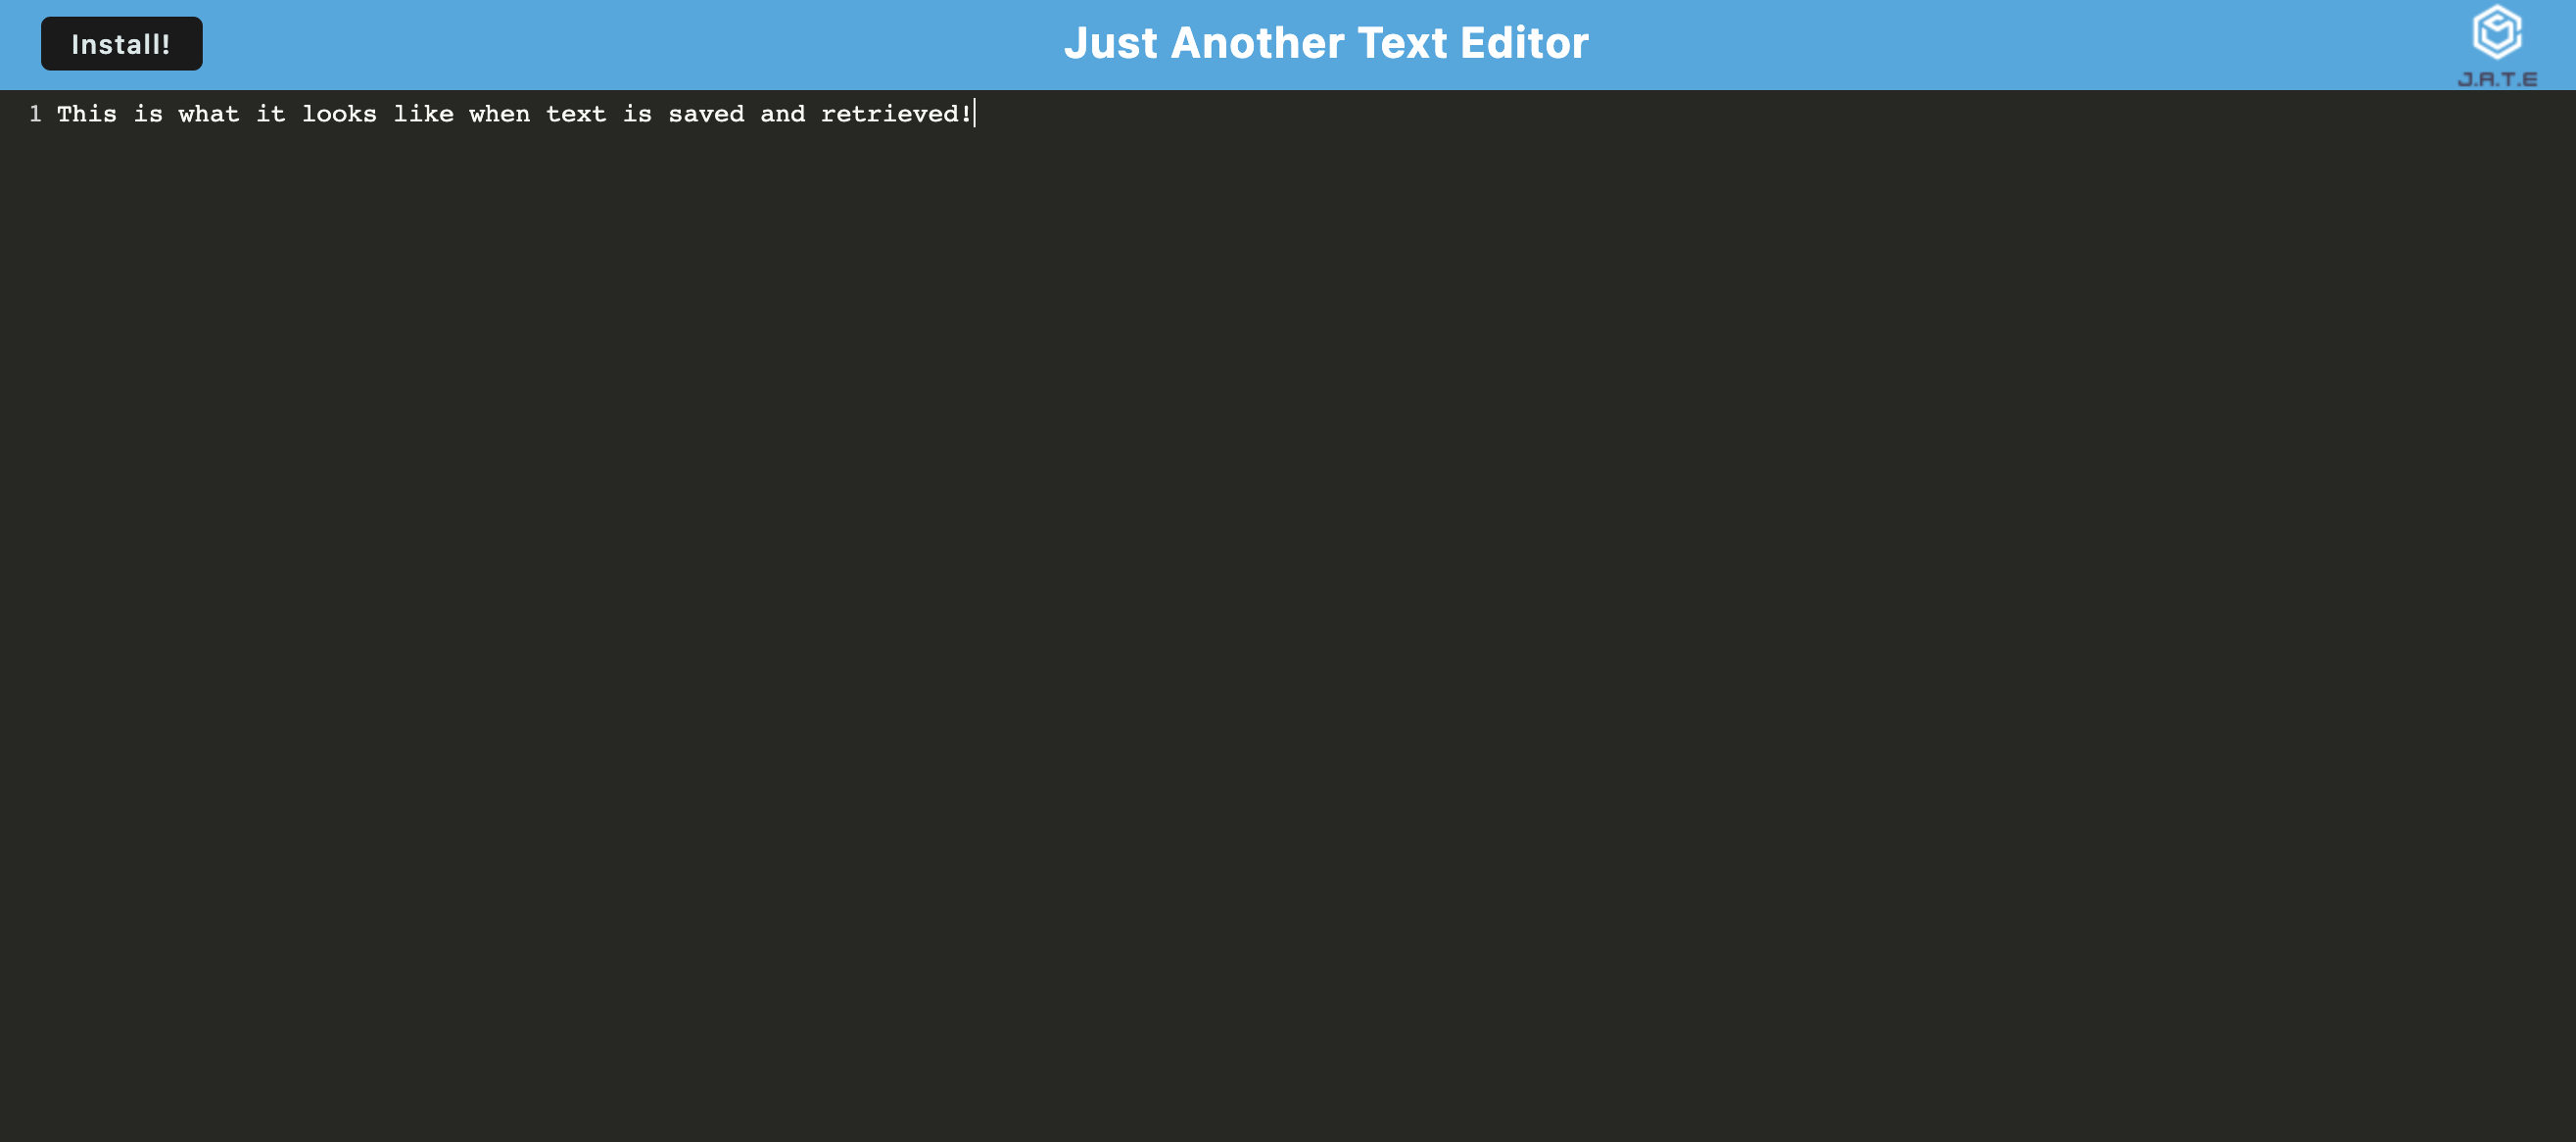 Install!
Just Another Text Editor
J.A.T.E
1 This is what it looks like when text is saved and retrieved!